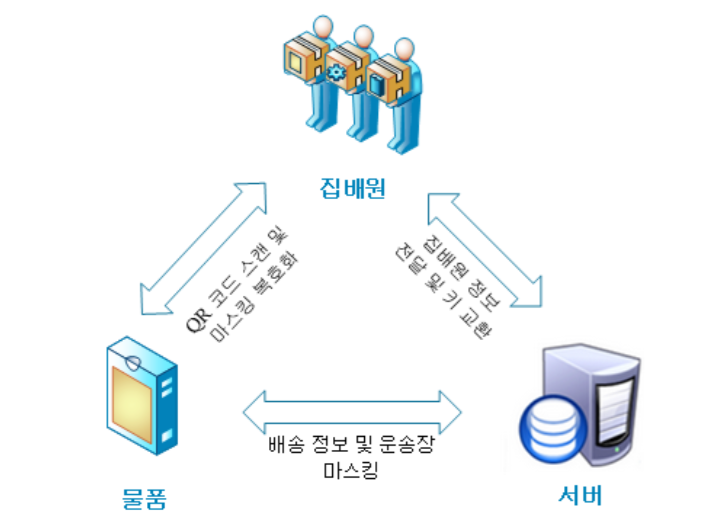 집배원
QR 코드 스캔 및
마스킹 복호화
집배원 정보
전달 및 키 교환
배송 정보 및 운송장
마스킹
물품
서버